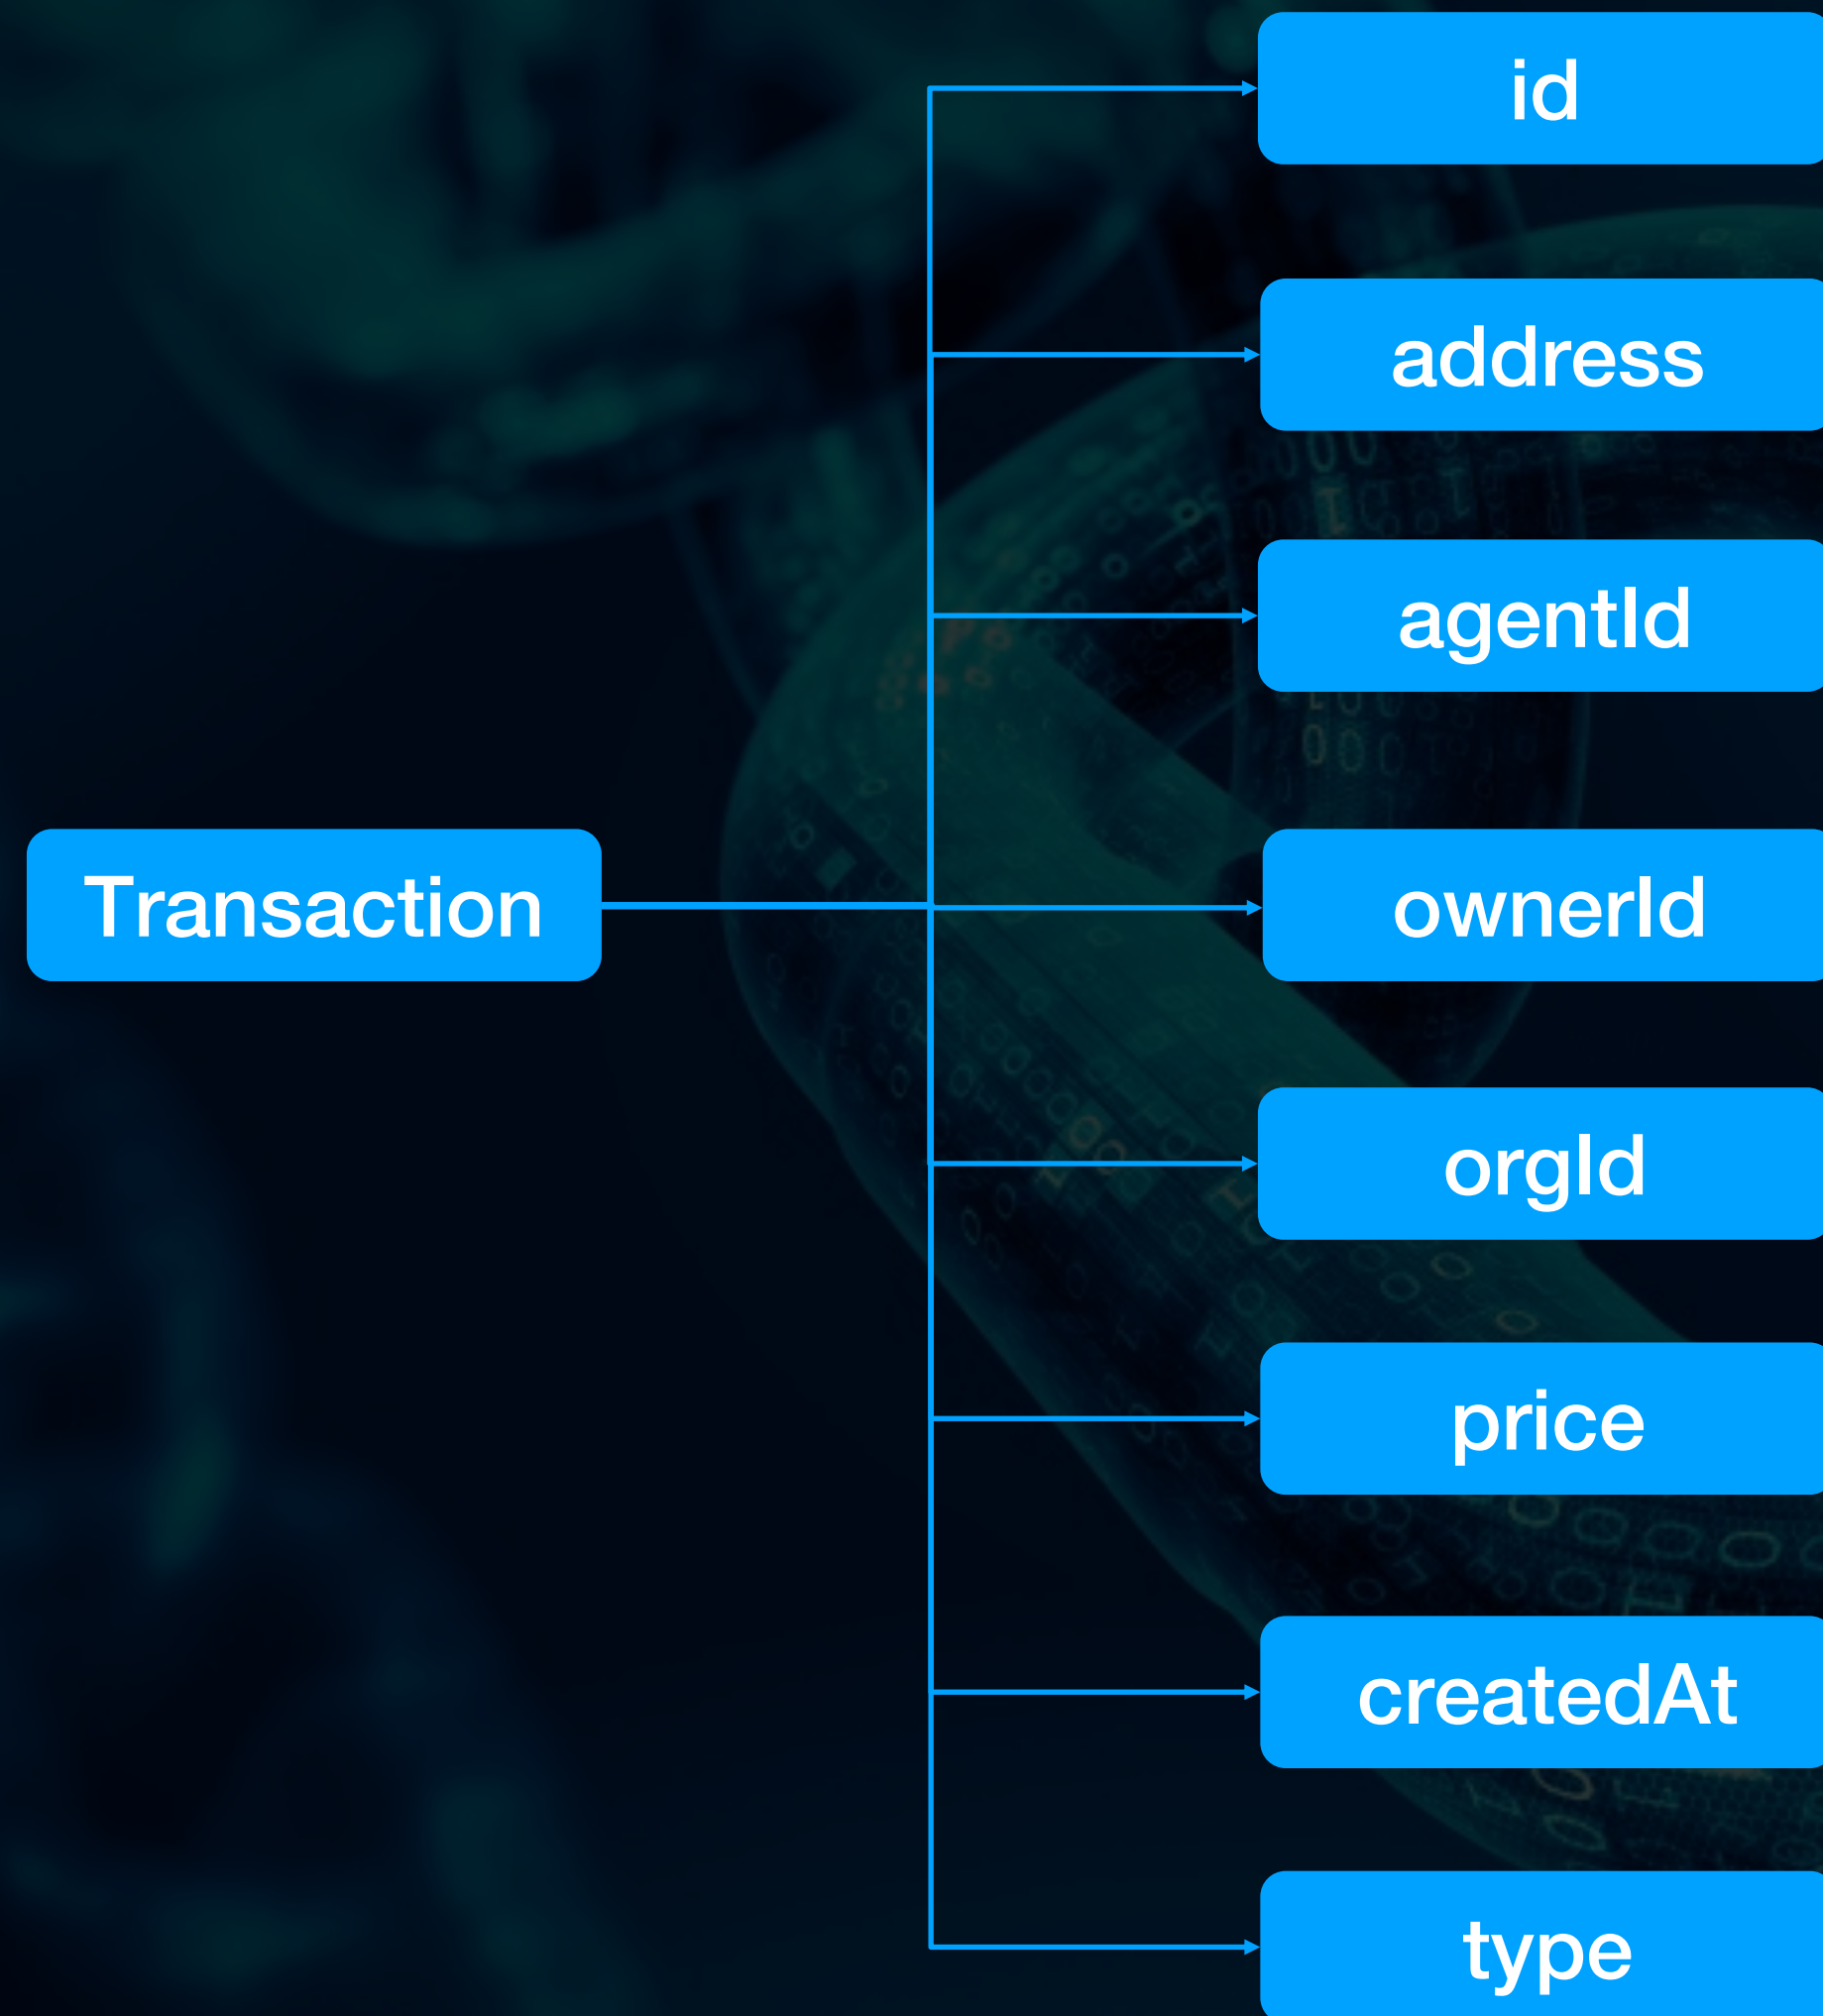 id
address
agentId
Transaction
ownerId
orgId
price
createdAt
type